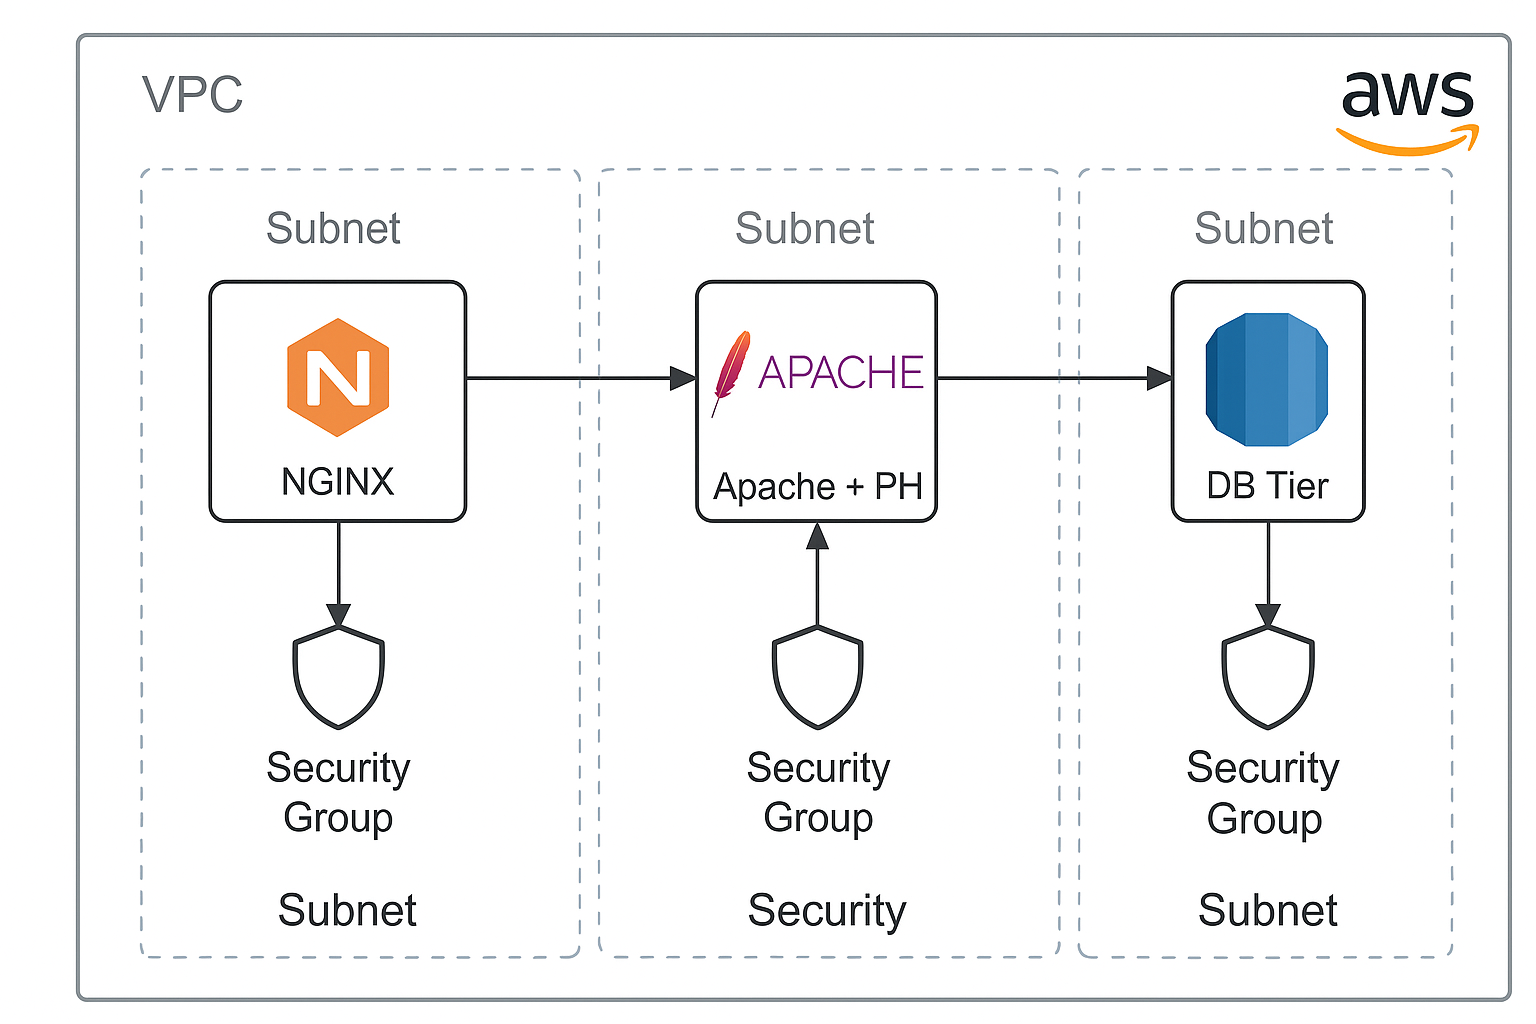 VPC
aws
Subnet
Subnet
Subnet
N
APACHE
NGINX
Apache + PH
DB Tier
Security
Group
Security
Group
Security
Group
Subnet
Security
Subnet